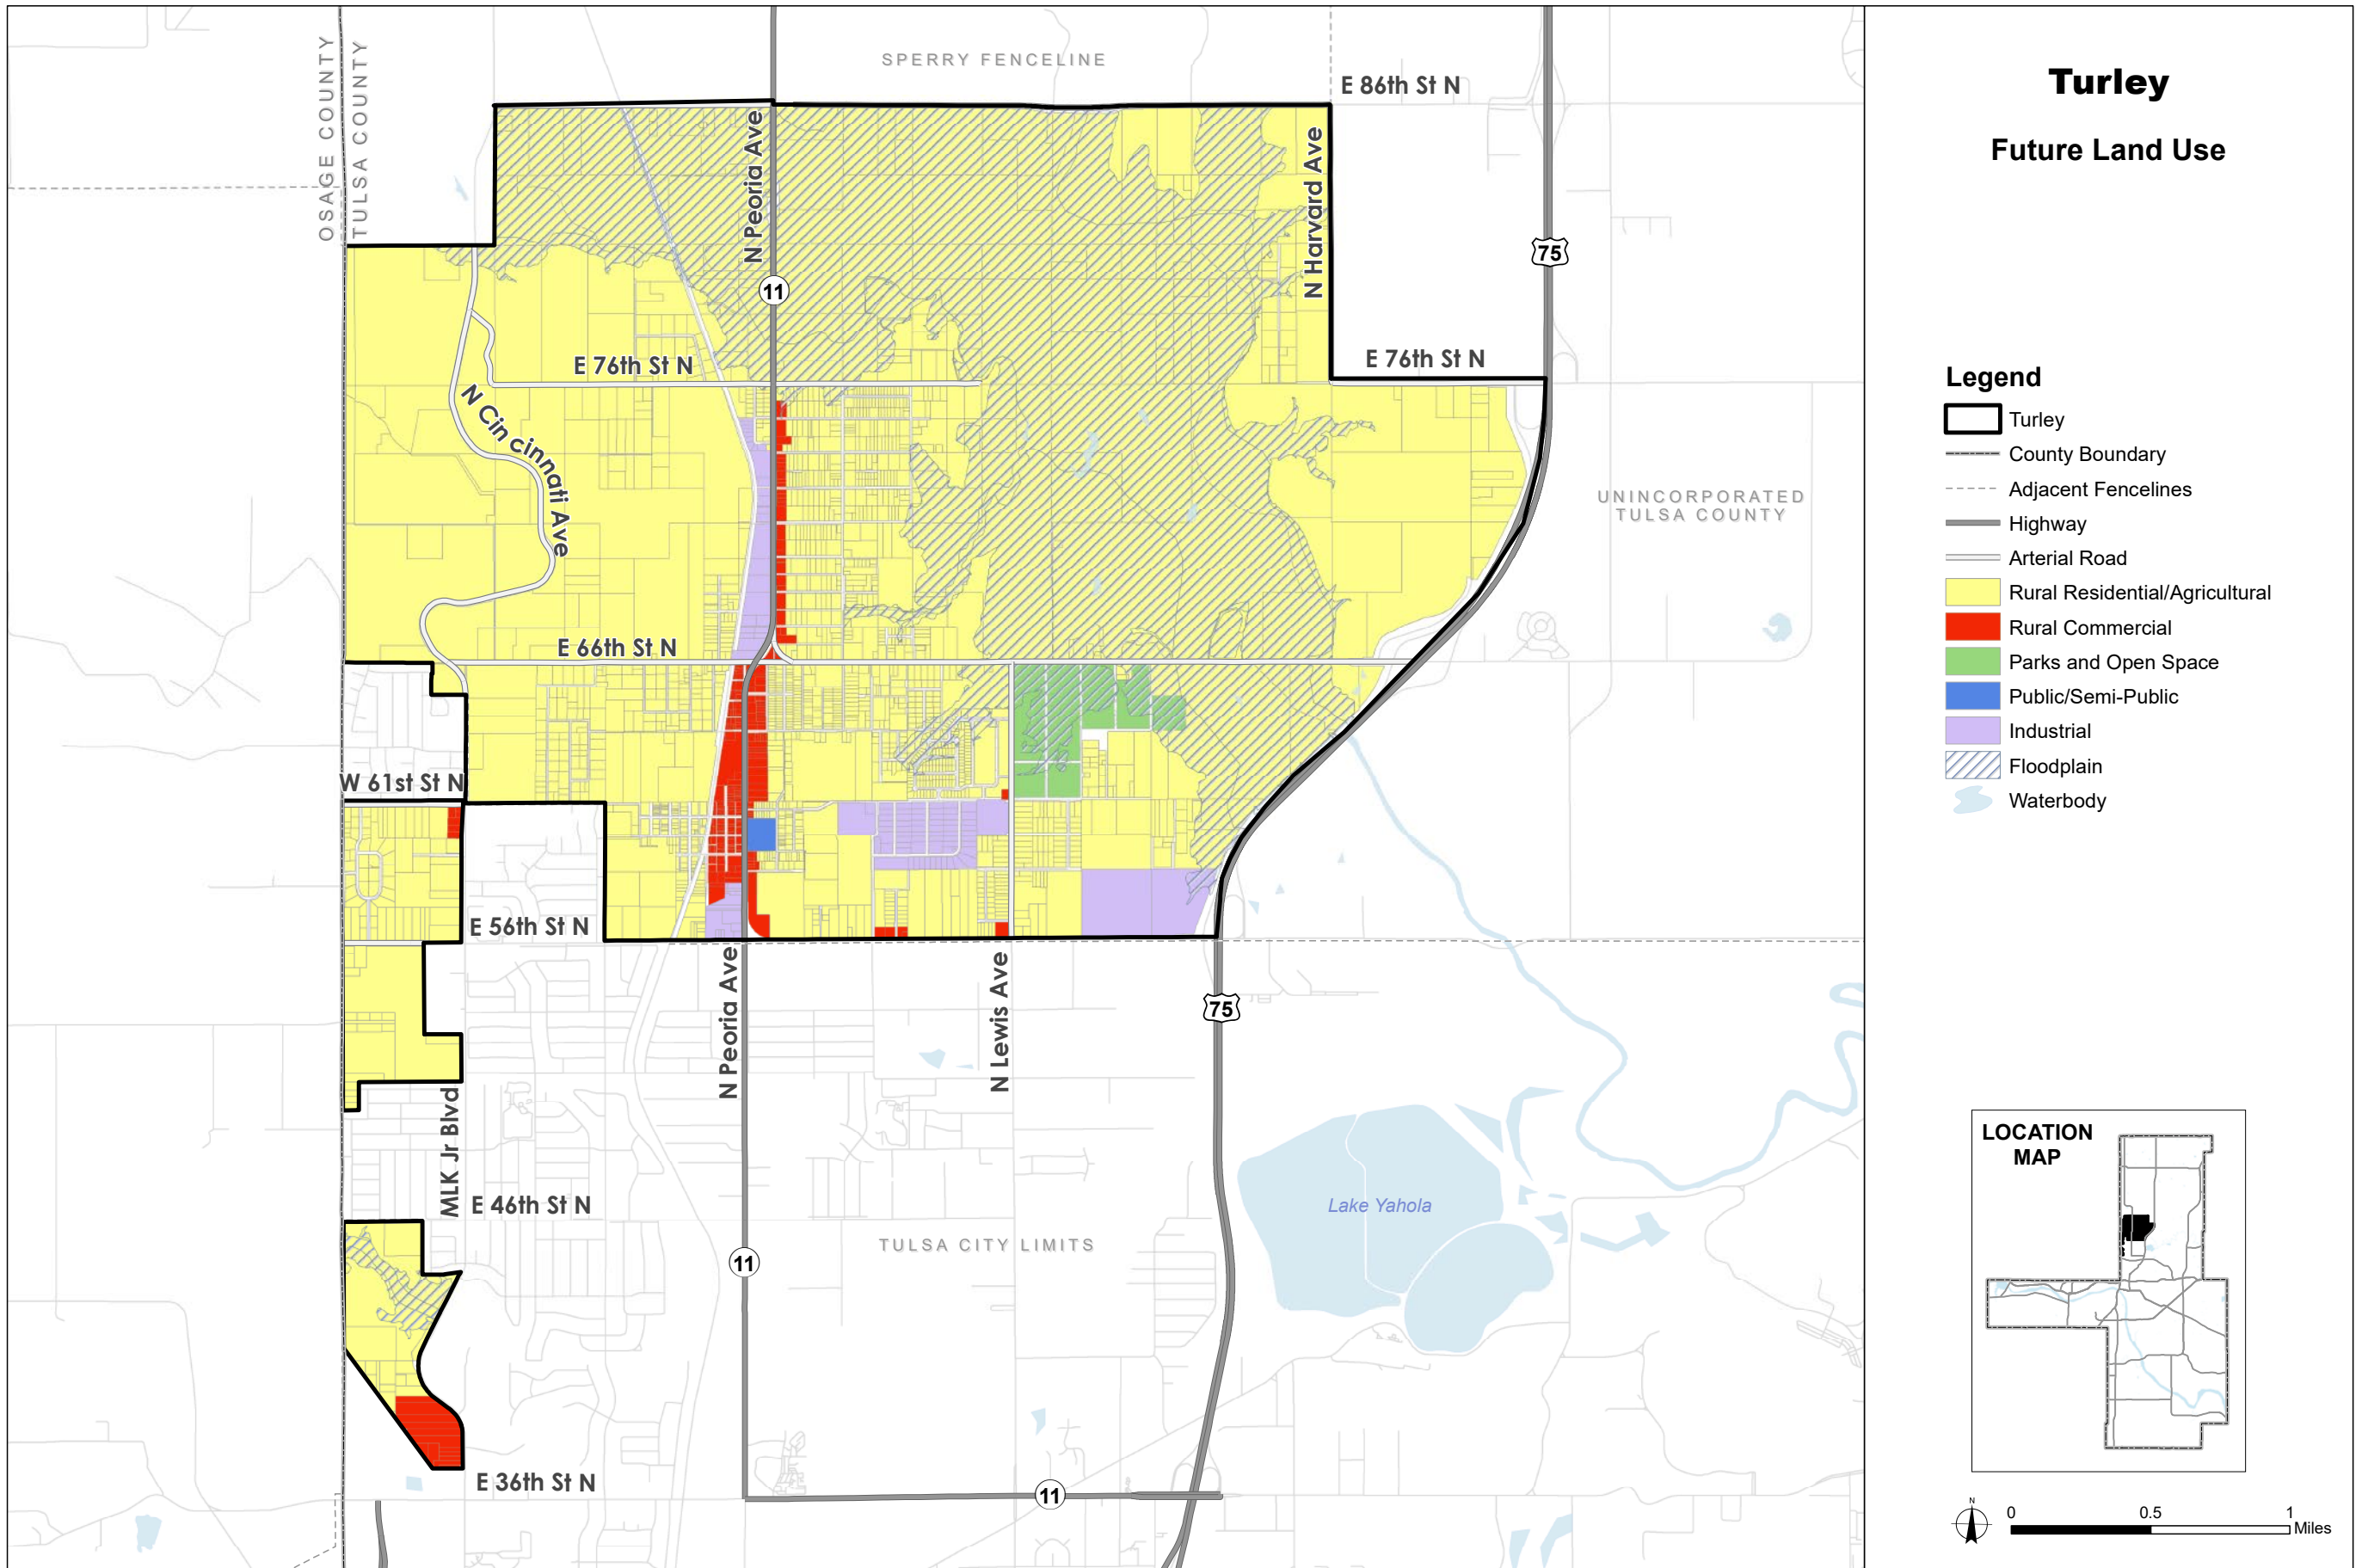 SPERRY FENCELINE
E 86th St N
OSAGE COUNTY
TULSA COUNTY
N Peoria Ave
N Harvard Ave
75
11
E 76th St N
E 76th St N
N Cincinnati Ave
UNINCORPORATED
TULSA COUNTY
E 66th St N
W 61st St N
E 56th St N
N Peoria Ave
N Lewis Ave
75
MLK Jr Blvd
E 46th St N
Lake Yahola
TULSA CITY LIMITS
11
E 36th St N
11
Turley
Future Land Use
Legend
Turley
County Boundary
Adjacent Fencelines
Highway
Arterial Road
Rural Residential/Agricultural
Rural Commercial
Parks and Open Space
Public/Semi-Public
Industrial
Floodplain
Waterbody
LOCATION
MAP
N
0 0.5 1
Miles